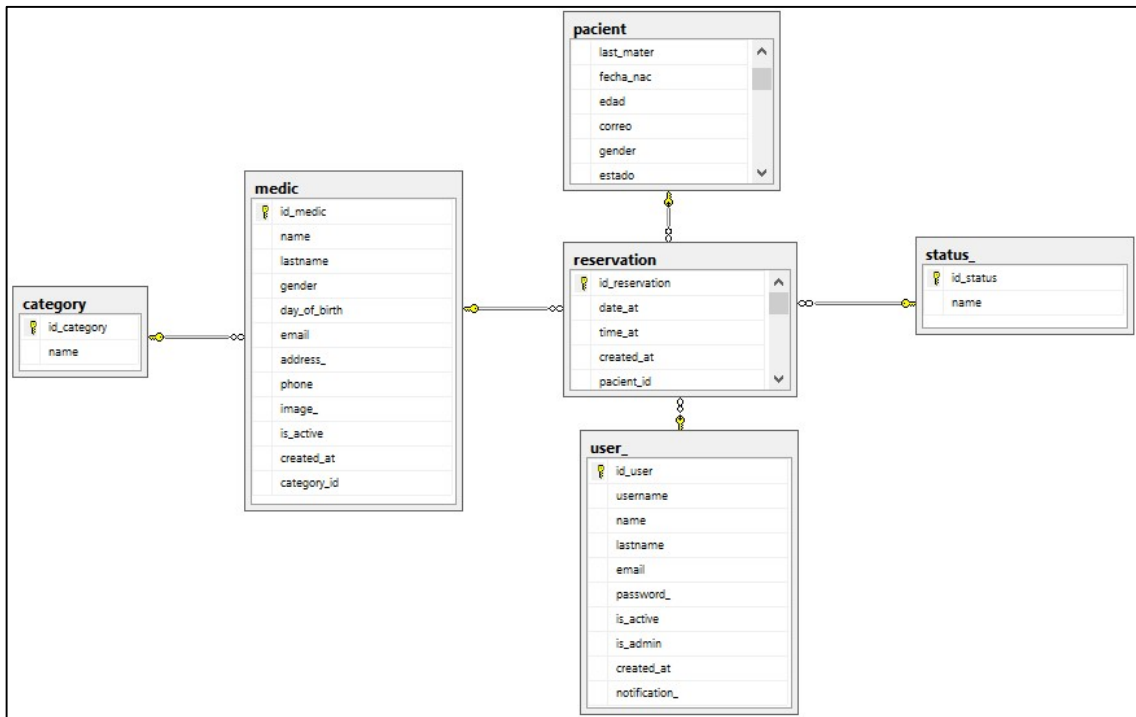 pacient
last_mater
fecha_nac
edad
correo
gender
estado
medic
id_medic
name
lastname
gender
day_of_birth
email
address_
phone
image_
is_active
created_at
category_id
reservation
id_reservation
date_at
time_at
created_at
pacient_id
status_
id_status
name
category
id_category
name
user_
id_user
username
name
lastname
email
password_
is_active
is_admin
created_at
notification_